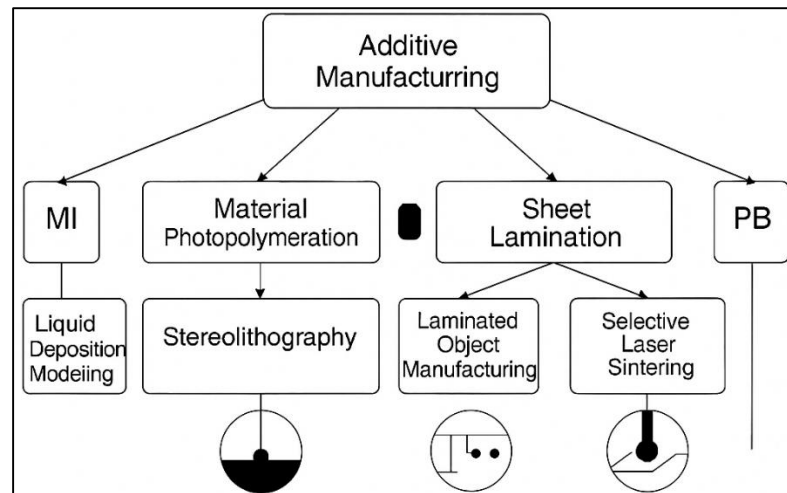 Additive
Manufacturring
MI
Material
Photopolymeration
Sheet
Lamination
PB
Liquid
Deposition
Modeiing
Stereolithography
Laminated
Object
Manufacturing
Selective
Laser
Sintering